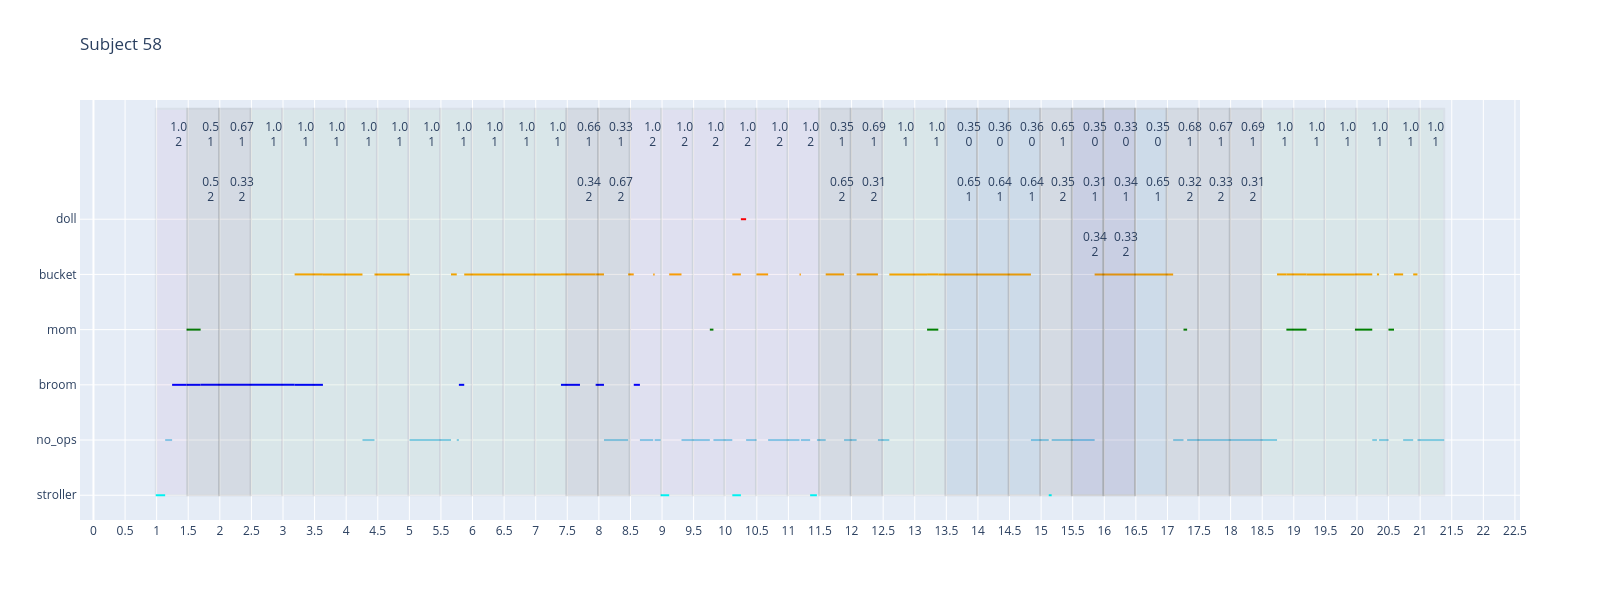 Subject 58
1.0 0.5 0.67 1.0 1.0 1.0 1.0 1.0 1.0 1.0 1.0 1.0 1.0 0.66 0.33 1.0 1.0 1.0 1.0 1.0 1.0 0.35 0.69 1.0 1.0 0.35 0.36 0.36 0.65 0.35 0.33 0.35 0.68 0.67 0.69 1.0 1.0 1.0 1.0 1.0 1.0
2 1 1 1 1 1 1 1 1 1 1 1 1 1 1 2 2 2 2 2 2 1 1 1 1 0 0 0 1 0 0 0 1 1 1 1 1 1 1 1 1
0.5 0.33 0.34 0.67 0.65 0.31 0.65 0.64 0.64 0.35 0.31 0.34 0.65 0.32 0.33 0.31
2 2 2 2 2 2 1 1 1 2 1 1 1 2 2 2
doll
0.34 0.33
2 2
bucket
mom
broom
no_ops
stroller
0 0.5 1 1.5 2 2.5 3 3.5 4 4.5 5 5.5 6 6.5 7 7.5 8 8.5 9 9.5 10 10.5 11 11.5 12 12.5 13 13.5 14 14.5 15 15.5 16 16.5 17 17.5 18 18.5 19 19.5 20 20.5 21 21.5 22 22.5